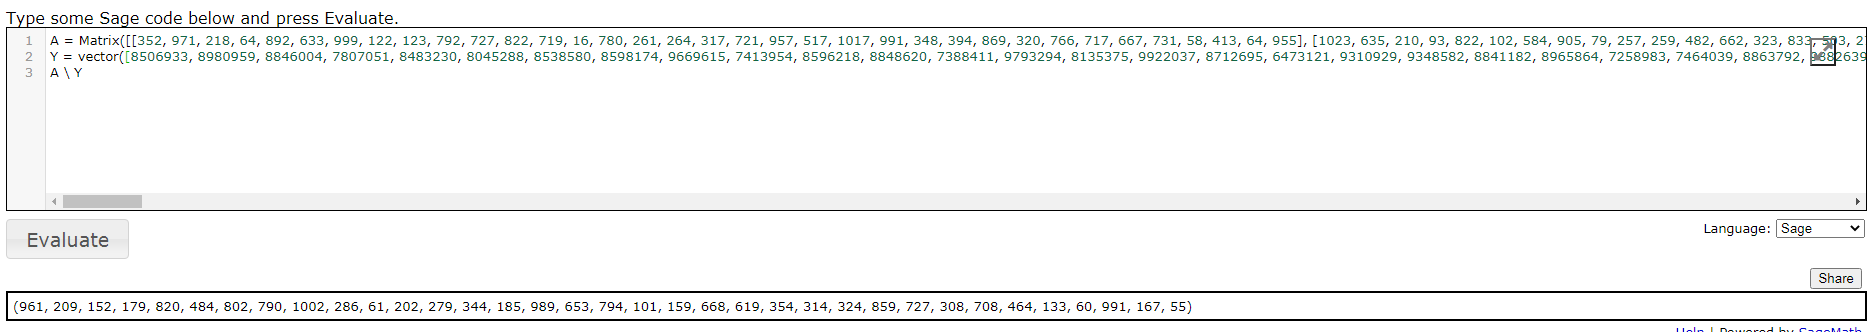 Type some Sage code below and press Evaluate.
1 A = Matrix([[352, 971, 218, 64, 892, 633, 999, 122, 123, 792, 727, 822, 719, 16, 780, 261, 264, 317, 721, 957, 517, 1017, 991, 348, 394, 869, 320, 766, 717, 667, 731, 58, 413, 64, 955], [1023, 635, 210, 93, 822, 102, 584, 905, 79, 257, 259, 482, 662, 323, 833,
2 Y = vector([8506933, 8980959, 8846004, 7807051, 8483230, 8045288, 8538580, 8598174, 9669615, 7413954, 8596218, 8848620, 7388411, 9793294, 8135375, 9922037, 8712695, 6473121, 9310929, 9348582, 8841182, 8965864, 7258983, 7464039, 8863792,
3 A \ Y
Evaluate
Language: Sage
Share
(961, 209, 152, 179, 820, 484, 802, 790, 1002, 286, 61, 202, 279, 344, 185, 989, 653, 794, 101, 159, 668, 619, 354, 314, 324, 859, 727, 308, 708, 464, 133, 60, 991, 167, 55)
Help | Powered by SageMath